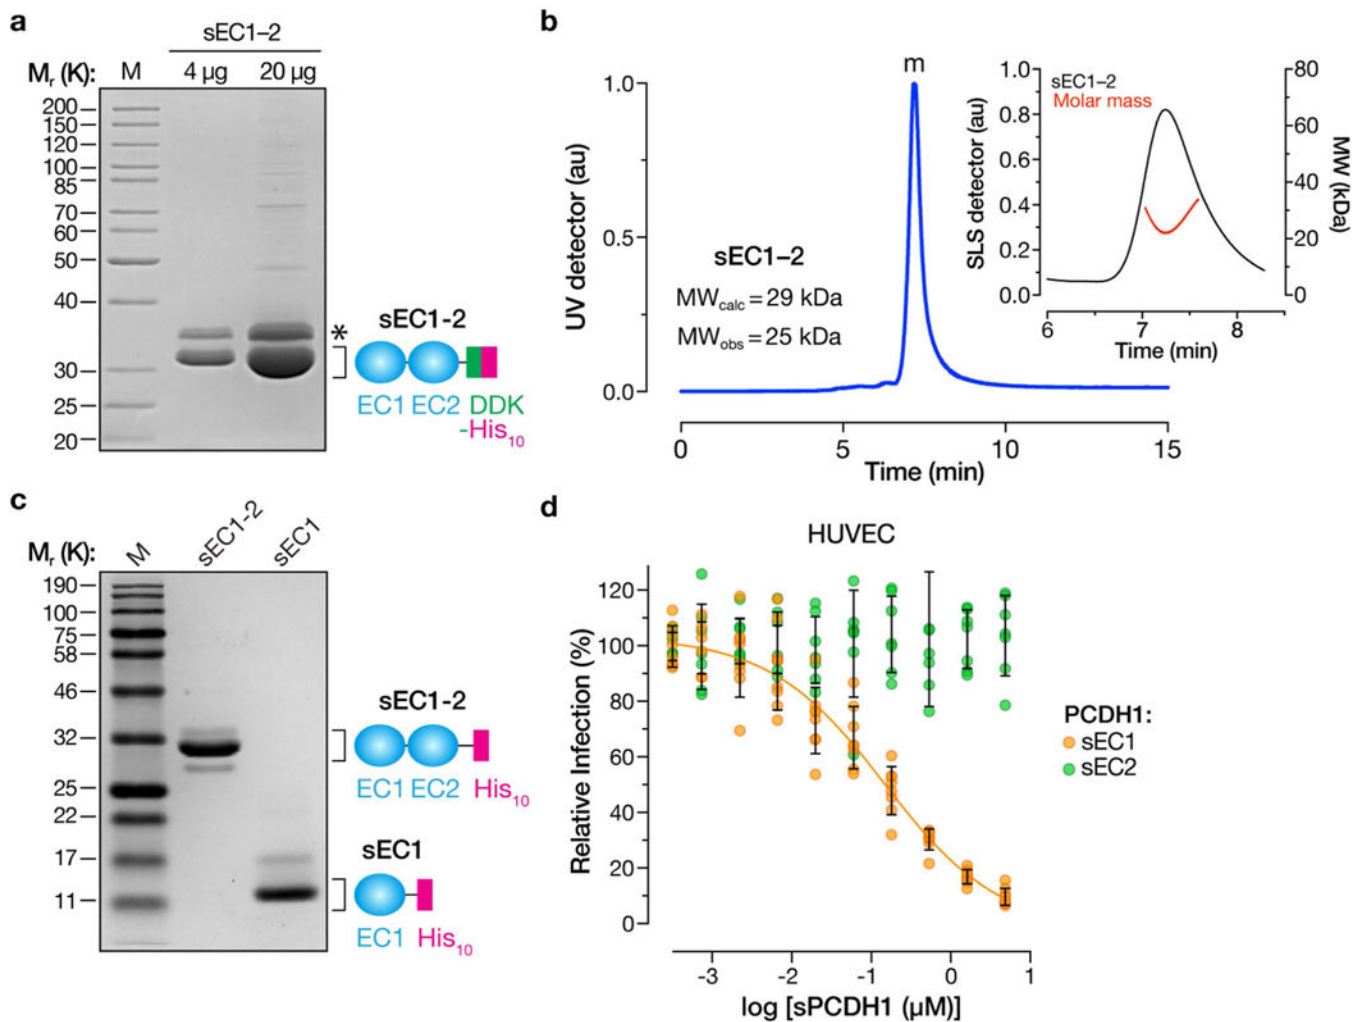 a
sEC1–2
Mr (K): M 4 µg 20 µg
200
150
120
100
85
70
60
50
40
30
25
20
*
sEC1-2
EC1 EC2 DDK
-His10
b
m
UV detector (au)
1.0
0.5
0.0
sEC1–2
MWcalc = 29 kDa
MWobs = 25 kDa
0 5 10 15
Time (min)
sEC1–2
Molar mass
SLS detector (au)
1.0
0.8
0.6
0.4
0.2
0.0
80
60
40
20
0
MW (kDa)
6 7 8
Time (min)
c
Mr (K): M sEC1-2 sEC1
190
100
75
58
46
32
25
22
17
11
sEC1-2
EC1 EC2 His10
sEC1
EC1 His10
d
HUVEC
Relative Infection (%)
120
100
80
60
40
20
0
-3 -2 -1 0 1
log [sPCDH1 (µM)]
PCDH1:
sEC1
sEC2